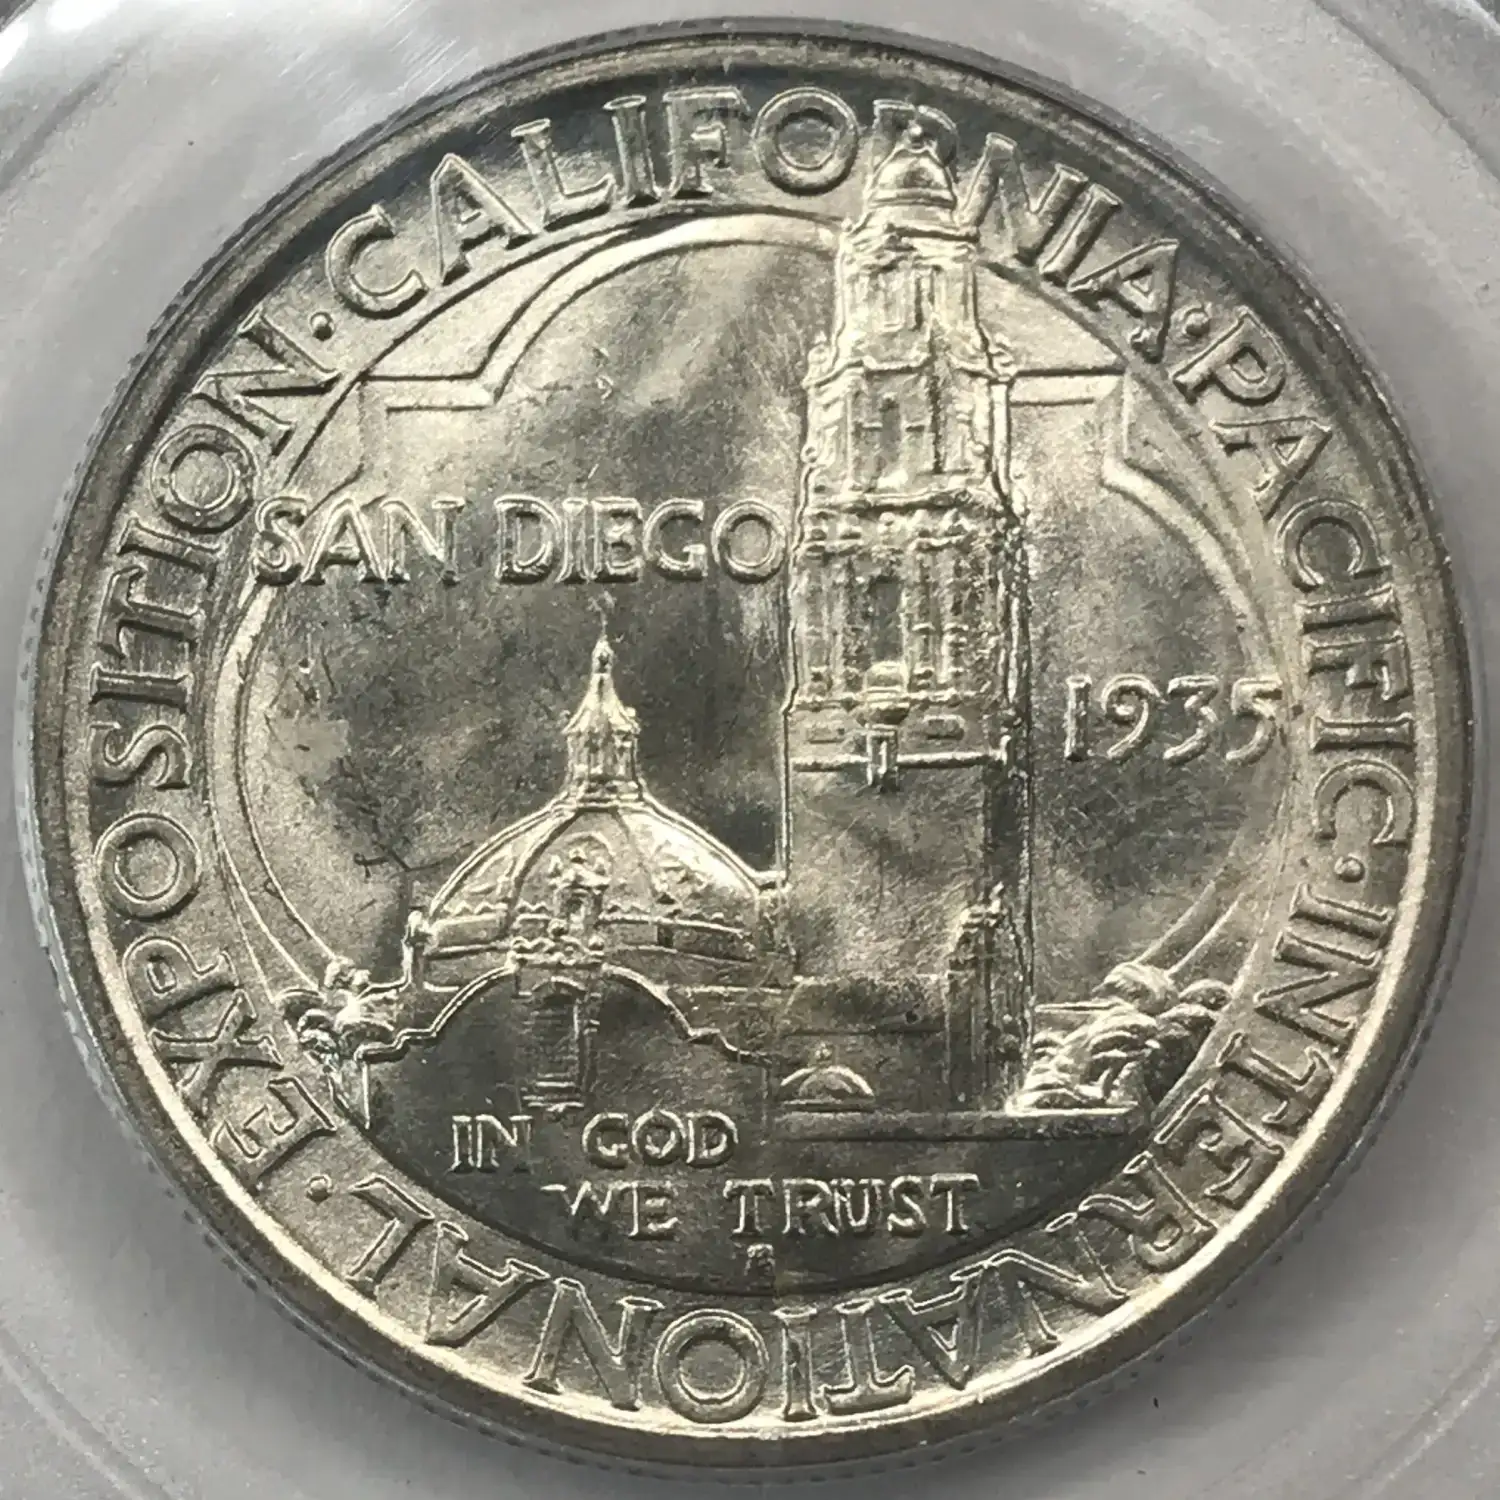 CALIFORNIA · PACIFIC · INTERNATIONAL · EXPOSITION ·
SAN DIEGO
1935
IN GOD
WE TRUST